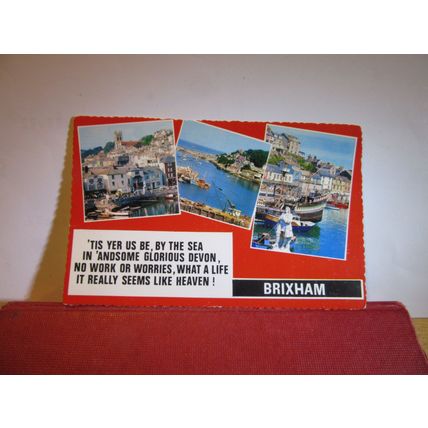 'TIS YER US BE, BY THE SEA
IN 'ANDSOME GLORIOUS DEVON,
NO WORK OR WORRIES, WHAT A LIFE
IT REALLY SEEMS LIKE HEAVEN!
BRIXHAM